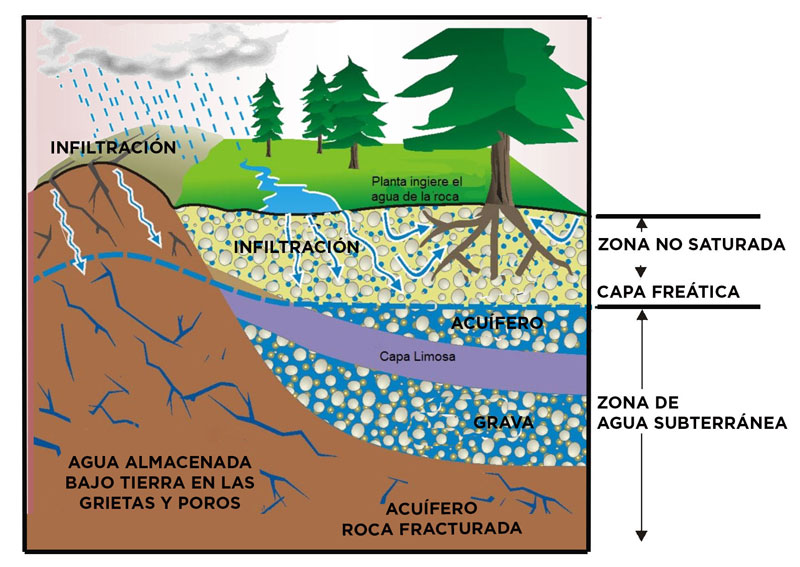 INFILTRACIÓN
Planta ingiere el
agua de la roca
INFILTRACIÓN
ZONA NO SATURADA
CAPA FREÁTICA
ACUÍFERO
Capa Limosa
GRAVA
ZONA DE
AGUA SUBTERRÁNEA
AGUA ALMACENADA
BAJO TIERRA EN LAS
GRIETAS Y POROS
ACUÍFERO
ROCA FRACTURADA